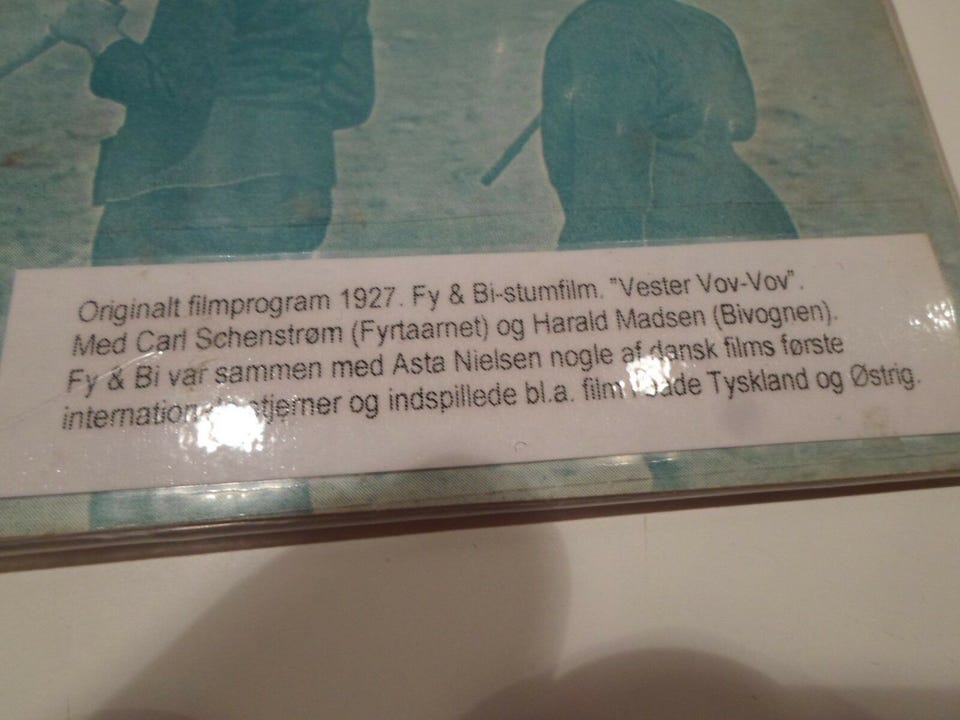 Originalt filmprogram 1927. Fy & Bi-stumfilm. "Vester Vov-Vov".
Med Carl Schenstrøm (Fyrtaarnet) og Harald Madsen (Bivognen).
Fy & Bi var sammen med Asta Nielsen nogle af dansk films første
stjerner og indspillede bl.a. film Tyskland og Østrig.